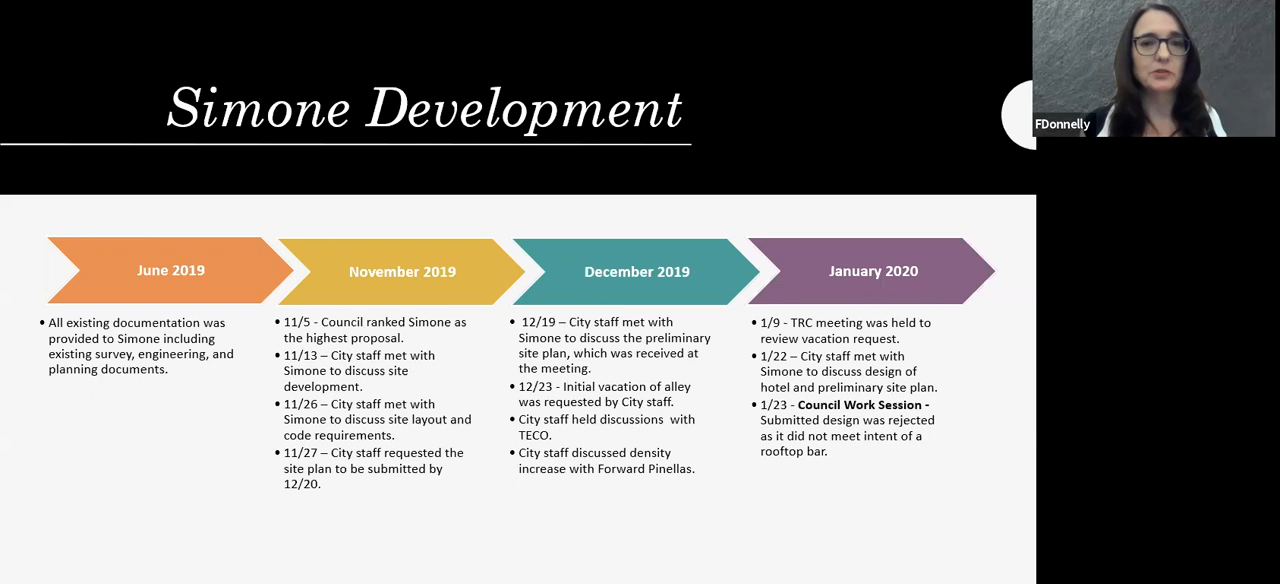 Simone Development
FDonnelly
June 2019
• All existing documentation was
provided to Simone including
existing survey, engineering, and
planning documents.
November 2019
• 11/5 - Council ranked Simone as
the highest proposal.
• 11/13 – City staff met with
Simone to discuss site
development.
• 11/26 – City staff met with
Simone to discuss site layout and
code requirements.
• 11/27 – City staff requested the
site plan to be submitted by
12/20.
December 2019
• 12/19 – City staff met with
Simone to discuss the preliminary
site plan, which was received at
the meeting.
• 12/23 - Initial vacation of alley
was requested by City staff.
• City staff held discussions with
TECO.
• City staff discussed density
increase with Forward Pinellas.
January 2020
• 1/9 - TRC meeting was held to
review vacation request.
• 1/22 – City staff met with
Simone to discuss design of
hotel and preliminary site plan.
• 1/23 - Council Work Session -
Submitted design was rejected
as it did not meet intent of a
rooftop bar.